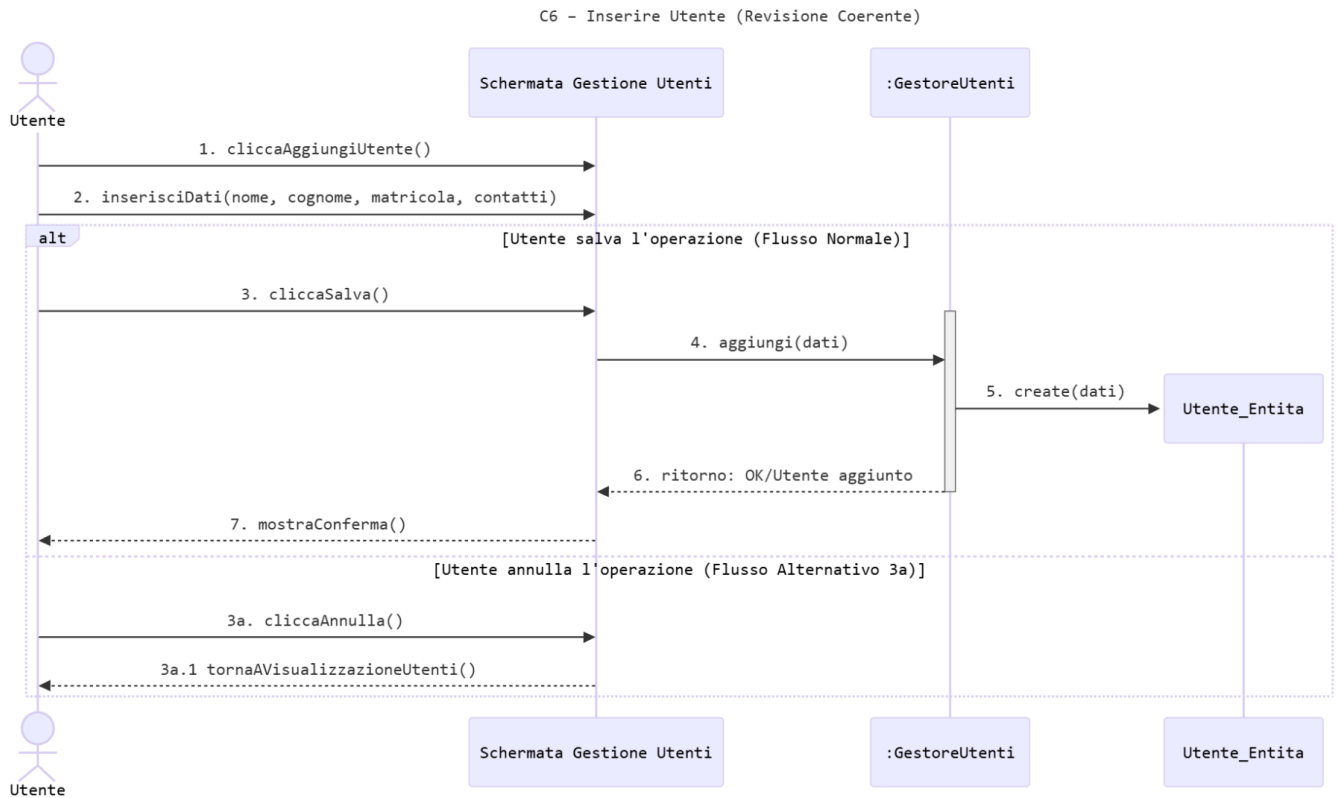 C6 – Inserire Utente (Revisione Coerente)
Utente
Schermata Gestione Utenti
:GestoreUtenti
1. cliccaAggiungiUtente()
2. inserisciDati(nome, cognome, matricola, contatti)
alt
[Utente salva l'operazione (Flusso Normale)]
3. cliccaSalva()
4. aggiungi(dati)
5. create(dati)
Utente_Entita
6. ritorno: OK/Utente aggiunto
7. mostraConferma()
[Utente annulla l'operazione (Flusso Alternativo 3a)]
3a. cliccaAnnulla()
3a.1 tornaAVisualizzazioneUtenti()
Utente
Schermata Gestione Utenti
:GestoreUtenti
Utente_Entita